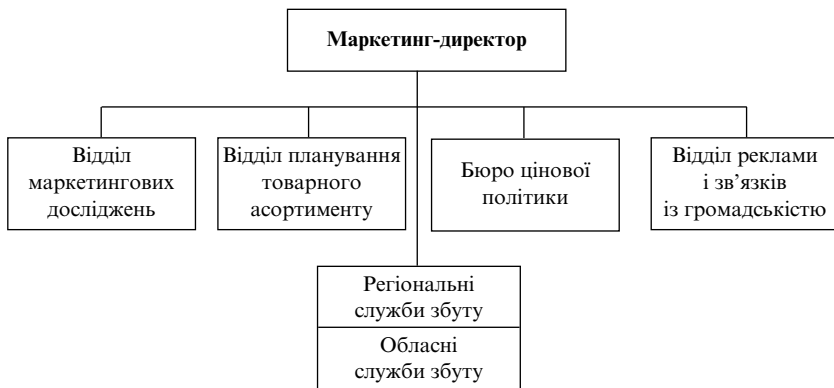 Маркетинг-директор
Відділ
маркетингових
досліджень
Відділ планування
товарного
асортименту
Бюро цінової
політики
Відділ реклами
і зв’язків
із громадськістю
Регіональні
служби збуту
Обласні
служби збуту